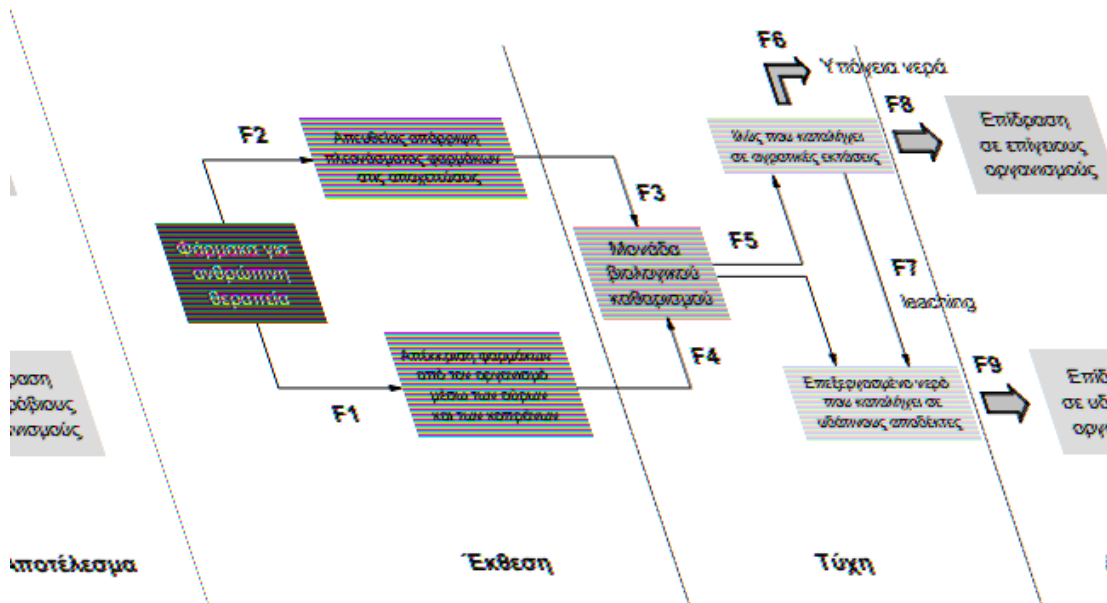 F6
Υπόγεια νερά
F8
Επίδραση
σε επίγειους
οργανισμούς
Ιλύς που καταλήγει
σε αγροτικές εκτάσεις
F2
Απευθείας απόρριψη
πλεονάσματος φαρμάκων
στις αποχετεύσεις
F3
Φάρμακα για
ανθρώπινη
θεραπεία
Μονάδα
βιολογικού
καθαρισμού
F5
F7
leaching
F1
Απέκκριση φαρμάκων
από τον οργανισμό
μέσω των ούρων
και των κοπράνων
F4
Επεξεργασμένο νερό
που καταλήγει σε
υδάτινους αποδέκτες
F9
Επίδ
σε υδ
οργ
ραση
ρόβιους
ανισμούς
Αποτέλεσμα
Έκθεση
Τύχη